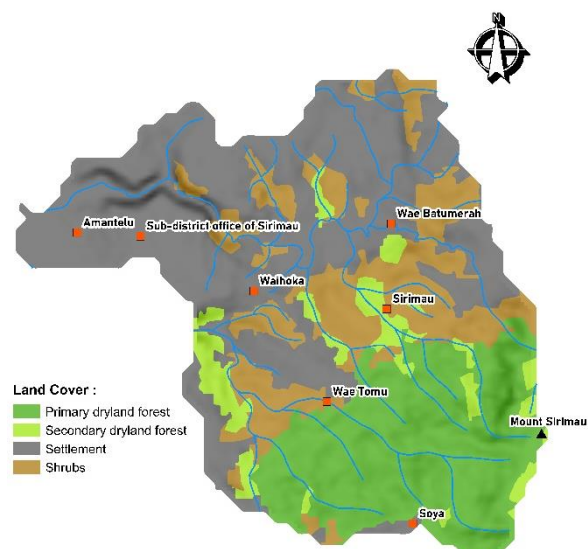 N
Amantelu
Sub-district office of Sirimau
Wae Batumerah
Waihoka
Sirimau
Land Cover :
Primary dryland forest
Secondary dryland forest
Settlement
Shrubs
Wae Tomu
Mount Sirimau
Soya